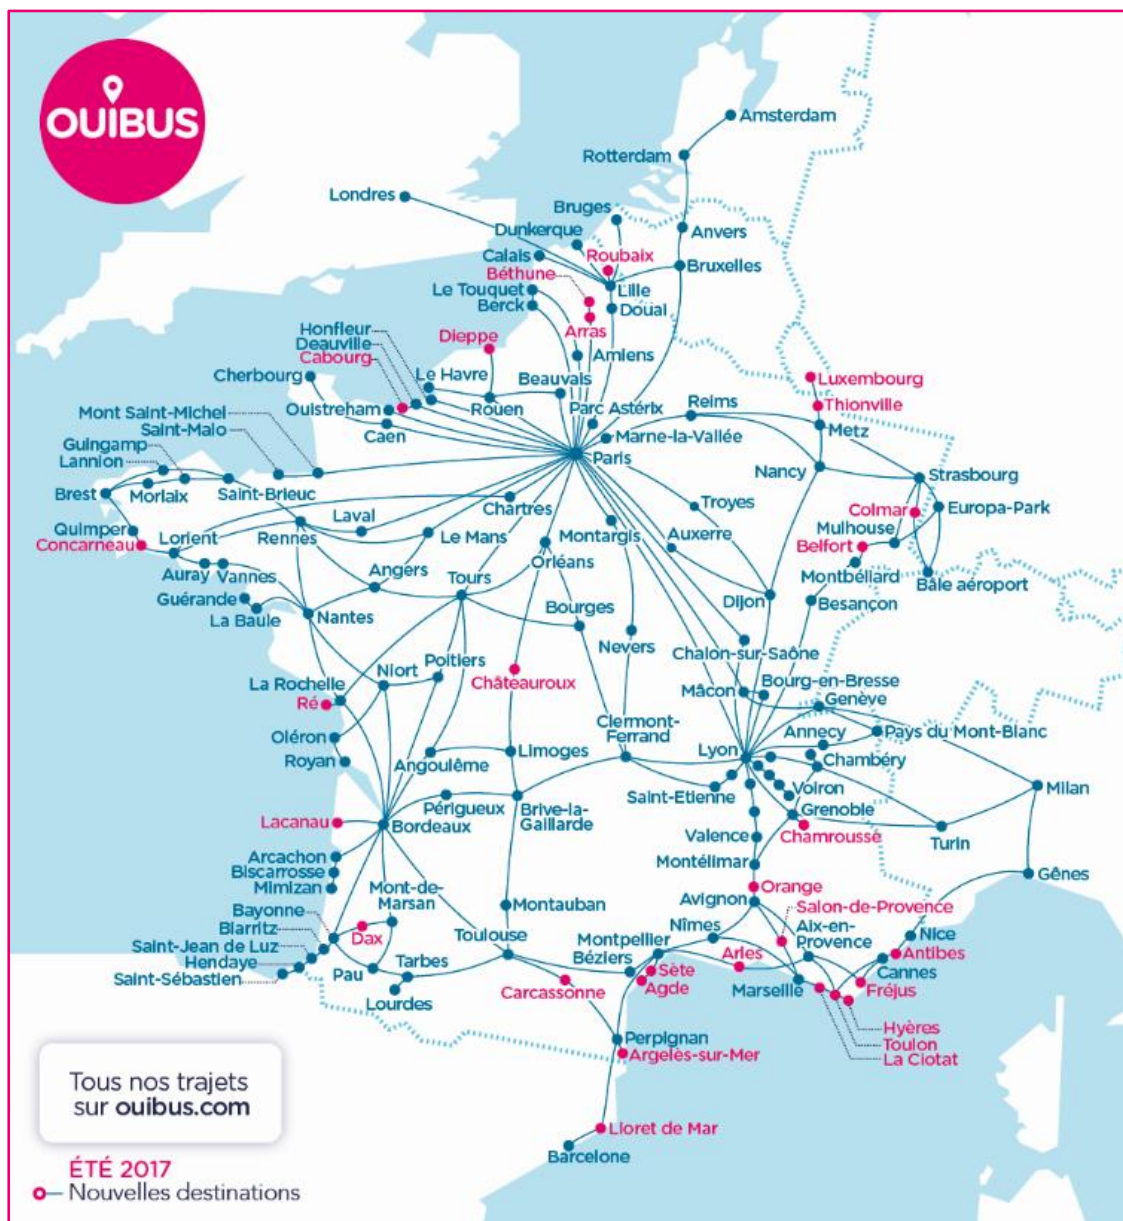 OUIBUS
Amsterdam
Rotterdam
Londres
Bruges
Dunkerque
Anvers
Calais
Roubaix
Bruxelles
Béthune
Le Touquet
Lille
Berck
Douai
Honfleur
Arras
Deauville
Dieppe
Cabourg
Amiens
Cherbourg
Le Havre
Luxembourg
Beauvais
Thionville
Mont Saint-Michel
Ouistreham
Rouen
Parc Astérix
Reims
Saint-Malo
Caen
Marne-la-Vallée
Metz
Guingamp
Paris
Lannion
Nancy
Strasbourg
Brest
Morlaix
Saint-Brieuc
Chartres
Troyes
Colmar
Europa-Park
Quimper
Laval
Mulhouse
Concarneau
Lorient
Rennes
Le Mans
Montargis
Auxerre
Belfort
Orléans
Auray
Vannes
Angers
Tours
Montbéliard
Bâle aéroport
Guérande
Bourges
Dijon
Besançon
La Baule
Nantes
Nevers
Chalon-sur-Saône
Niort
Poitiers
La Rochelle
Châteauroux
Mâcon
Bourg-en-Bresse
Ré
Genève
Clermont-
Ferrand
Annecy
Pays du Mont-Blanc
Oléron
Lyon
Royan
Angoulême
Limoges
Chambéry
Saint-Etienne
Voiron
Milan
Périgueux
Brive-la-
Gaillarde
Grenoble
Lacanau
Bordeaux
Valence
Chamrousse
Turin
Arcachon
Montélimar
Biscarrosse
Gênes
Mimizan
Mont-de-
Marsan
Orange
Montauban
Avignon
Salon-de-Provence
Bayonne
Nîmes
Aix-en-
Provence
Biarritz
Dax
Toulouse
Montpellier
Nice
Saint-Jean de Luz
Béziers
Arles
Antibes
Hendaye
Tarbes
Sète
Cannes
Saint-Sébastien
Pau
Carcassonne
Agde
Marseille
Fréjus
Lourdes
Hyères
Perpignan
Toulon
Argelès-sur-Mer
La Ciotat
Tous nos trajets
sur ouibus.com
Lloret de Mar
Barcelone
ÉTÉ 2017
Nouvelles destinations